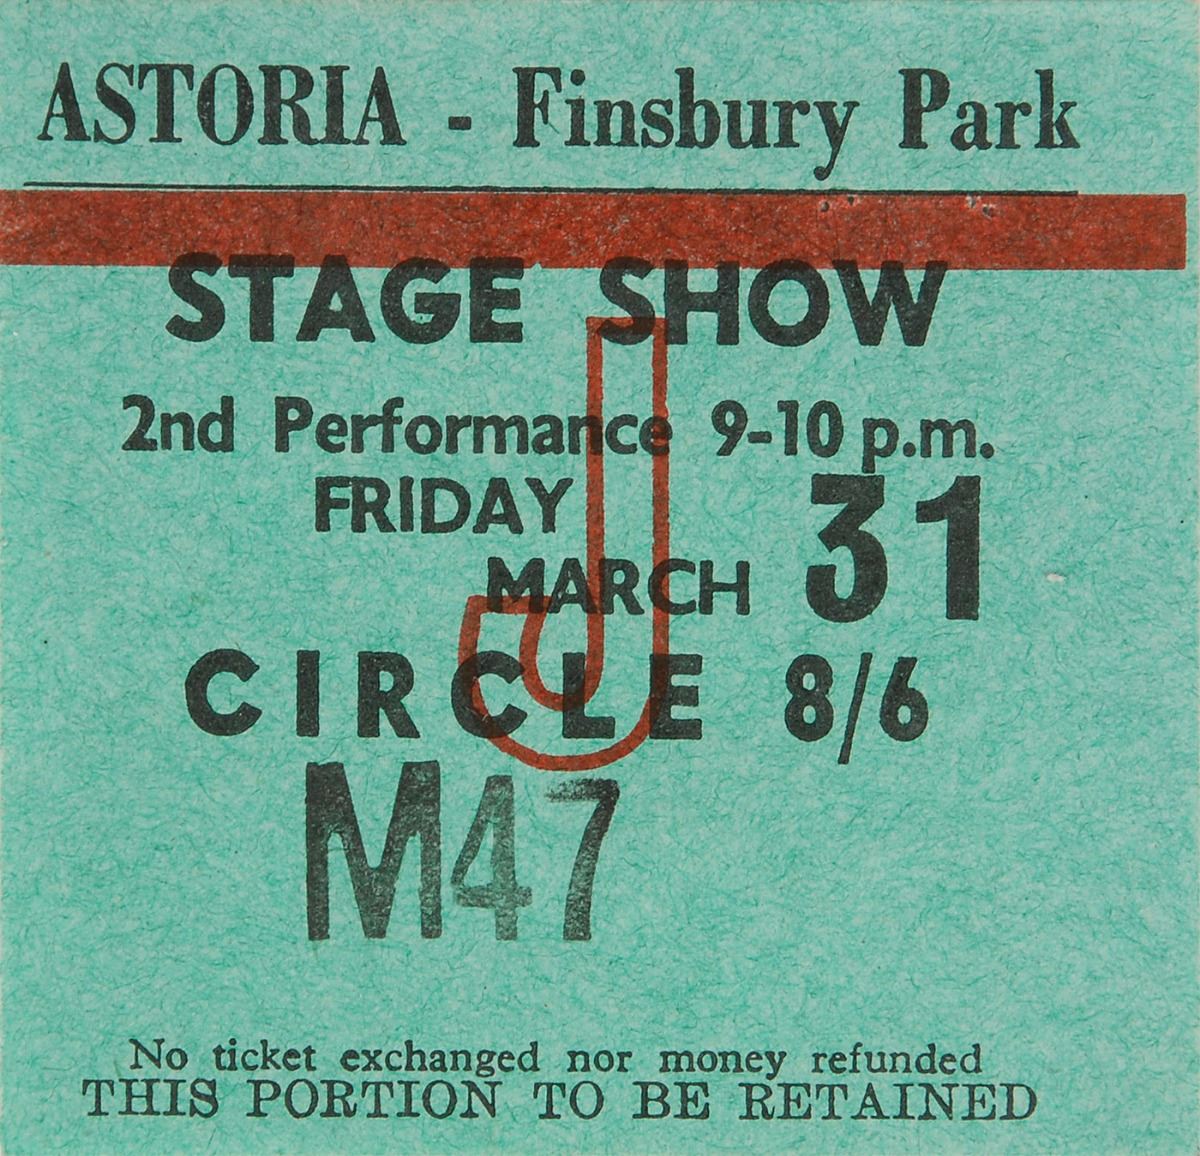 ASTORIA - Finsbury Park
STAGE SHOW
2nd Performance 9-10 p.m.
FRIDAY
MARCH 31
J
CIRCLE 8/6
M47
No ticket exchanged nor money refunded
THIS PORTION TO BE RETAINED